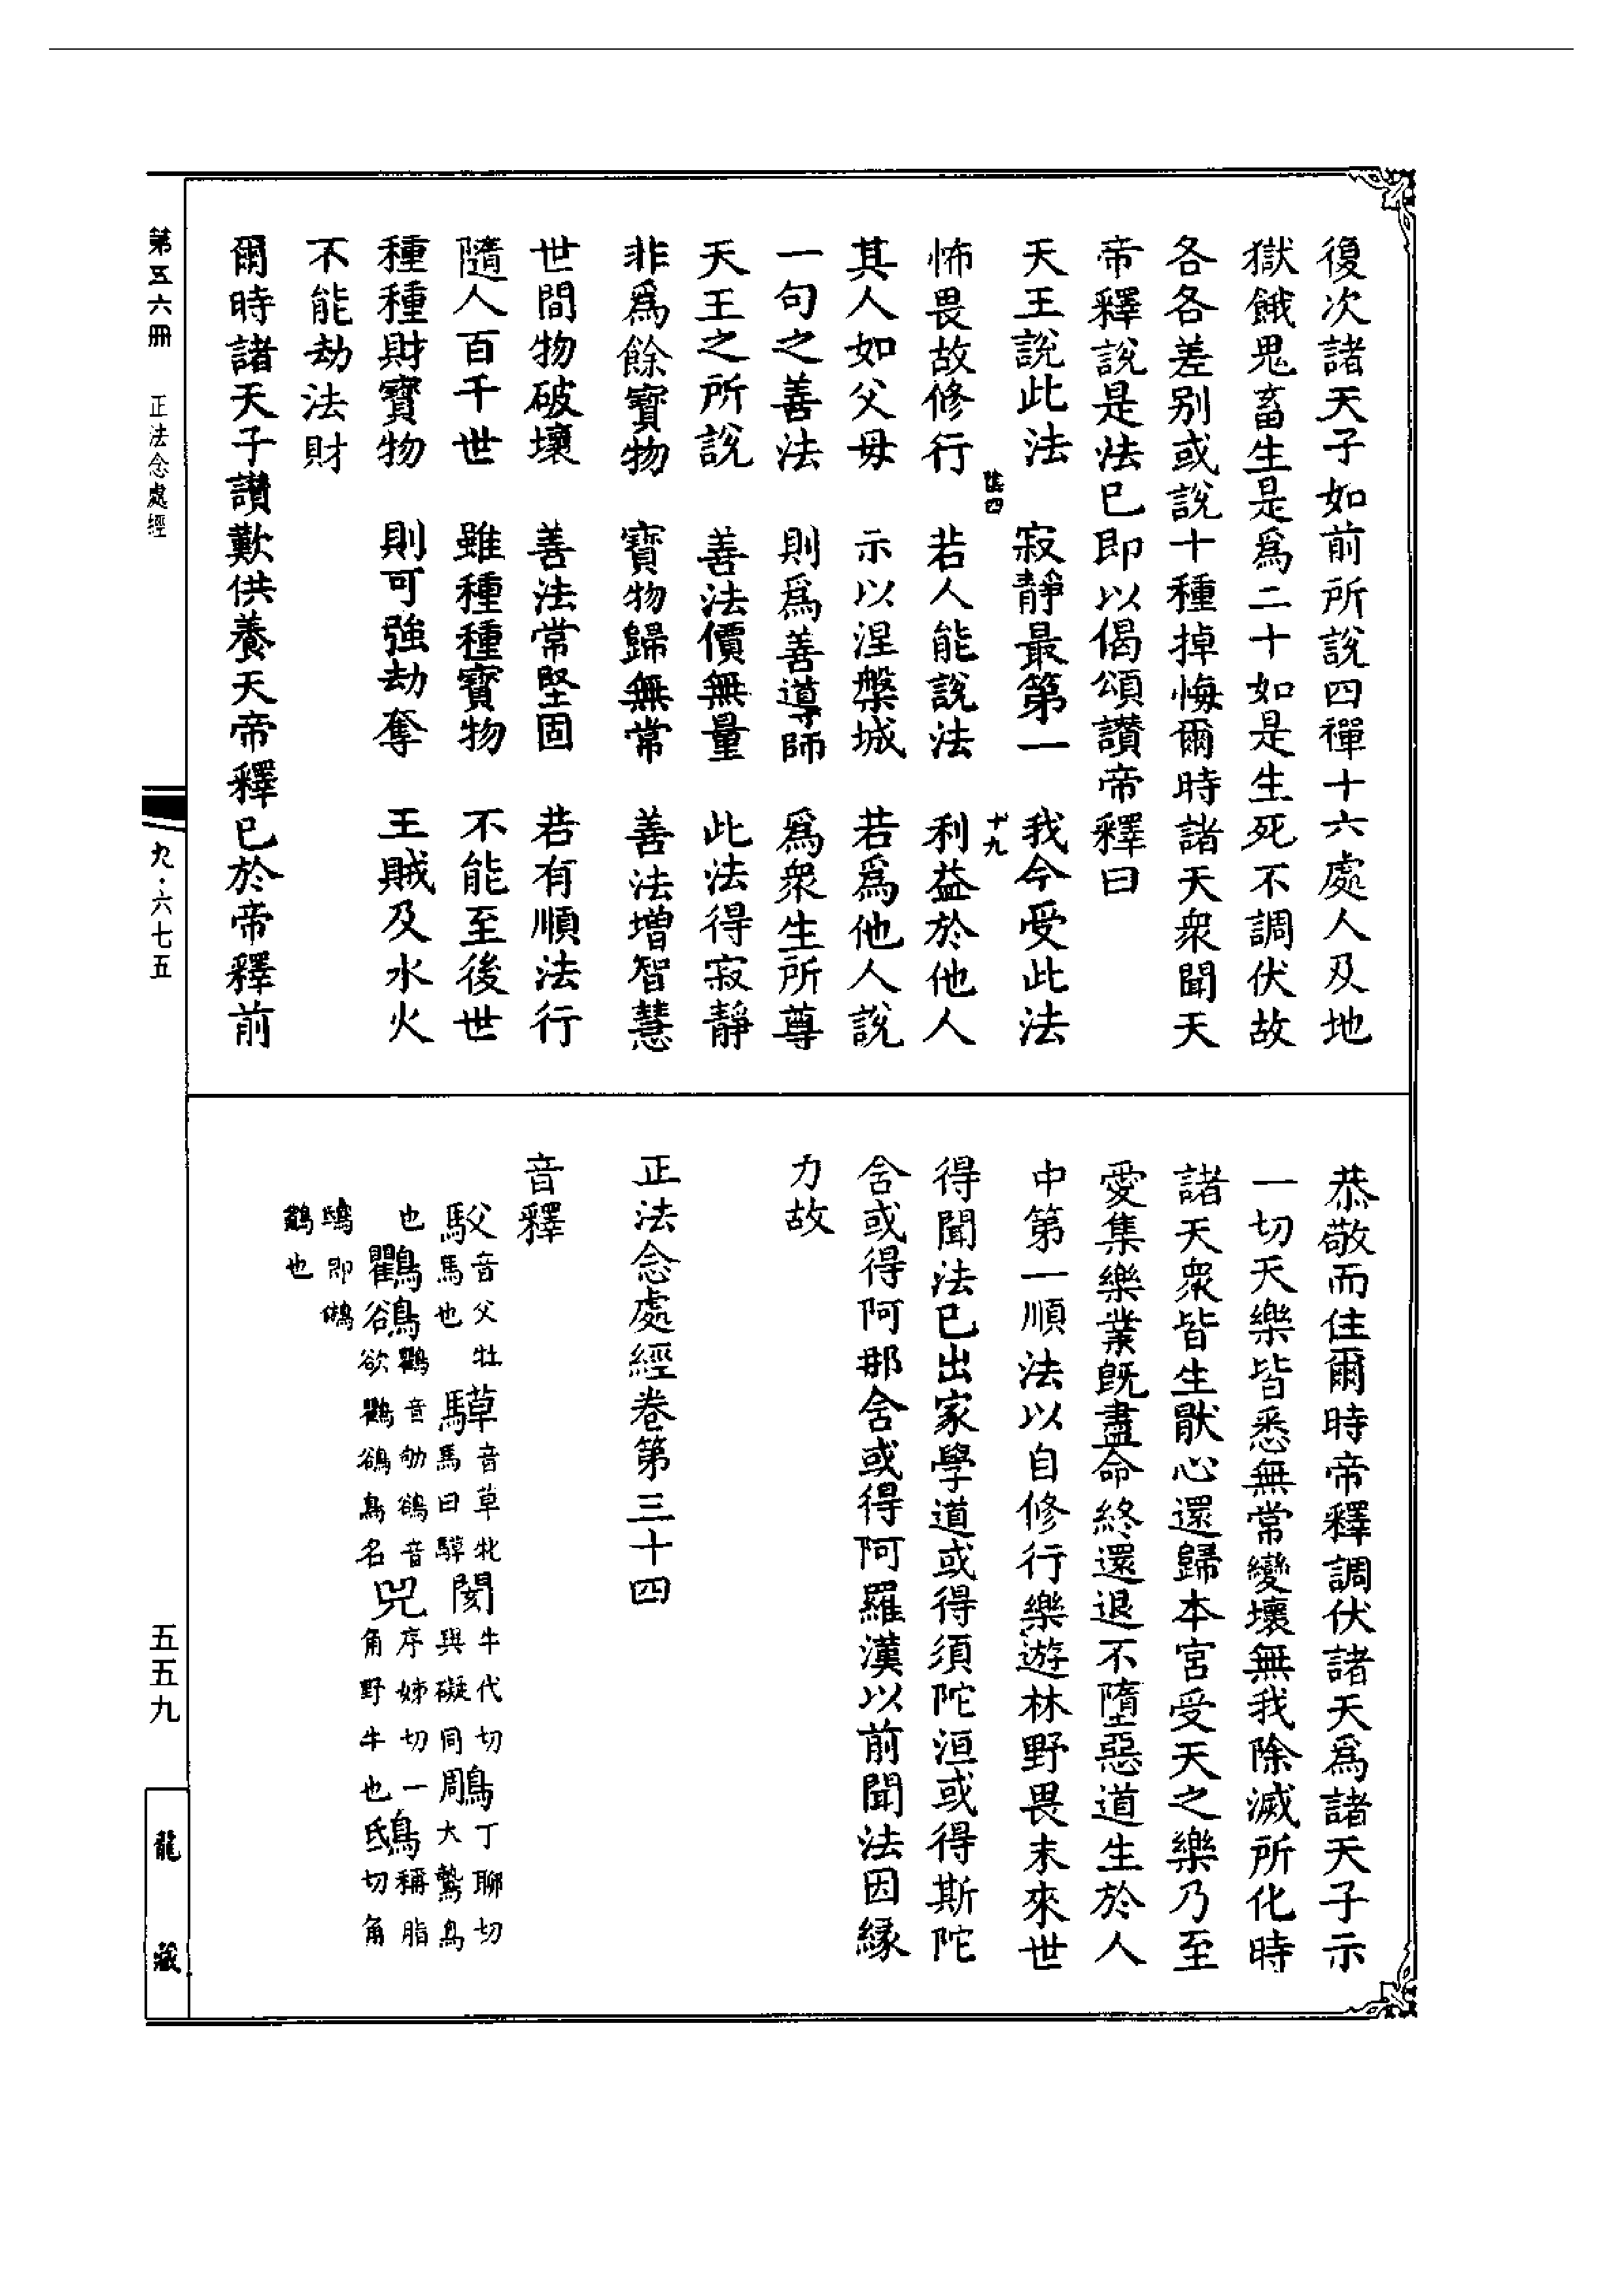 復次諸天子如前所說四禪十六處人及地
獄餓鬼畜生是爲二十如是生死不調伏故
各各差别或說十種掉悔爾時諸天衆聞天
帝釋說是法已即以偈頌讚帝釋曰
天王說此法　寂靜最第一　我今受此法
怖畏故修行　若人能說法　利益於他人
其人如父母　示以涅槃城　若爲他人說
一句之善法　則爲善導師　爲衆生所尊
天王之所說　善法價無量　此法得寂靜
非爲餘寶物　寶物歸無常　善法增智慧
世間物破壞　善法常堅固　若有順法行
隨人百千世　雖種種寶物　不能至後世
種種財寶物　則可強劫奪　王賊及水火
不能劫法財
爾時諸天子讚歎供養天帝釋已於帝釋前
恭敬而住爾時帝釋調伏諸天爲諸天子示
一切天樂皆悉無常變壞無我除滅所化時
諸天衆皆生猒心還歸本宮受天之樂乃至
愛集樂業既盡命終還退不墮惡道生於人
中第一順法以自修行樂遊林野畏未來世
得聞法已出家學道或得須陀洹或得斯陀
含或得阿那含或得阿羅漢以前聞法因緣
力故
正法念處經卷第三十四
音釋
䮛音父牡馬也　騲音草牝馬曰騲　閡牛代切與礙同　鵰丁聊切大鷙鳥
也　鸜鵒鸜音劬鵒音欲鸜鵒鳥名　兕序姊切一角野牛也　鴟稱脂切角
鴟即鵂
鶹也
十九
第五六冊　正法念處經
九·六七五
五五九
龍藏